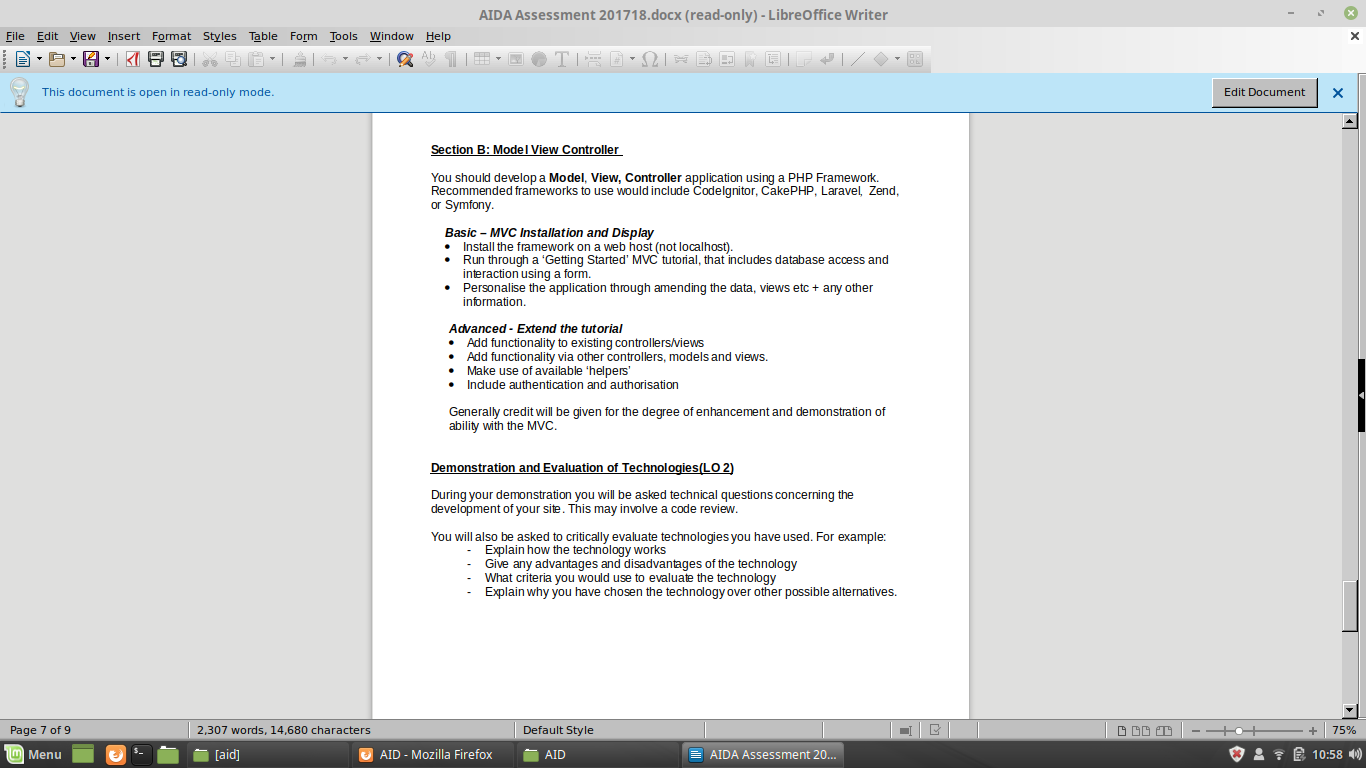 AIDA Assessment 201718.docx (read-only) - LibreOffice Writer
File Edit View Insert Format Styles Table Form Tools Window Help
This document is open in read-only mode.
Edit Document
Section B: Model View Controller
You should develop a Model, View, Controller application using a PHP Framework.
Recommended frameworks to use would include CodeIgnitor, CakePHP, Laravel, Zend,
or Symfony.
Basic – MVC Installation and Display
• Install the framework on a web host (not localhost).
• Run through a ‘Getting Started’ MVC tutorial, that includes database access and
interaction using a form.
• Personalise the application through amending the data, views etc + any other
information.
Advanced - Extend the tutorial
• Add functionality to existing controllers/views
• Add functionality via other controllers, models and views.
• Make use of available ‘helpers’
• Include authentication and authorisation
Generally credit will be given for the degree of enhancement and demonstration of
ability with the MVC.
Demonstration and Evaluation of Technologies(LO 2)
During your demonstration you will be asked technical questions concerning the
development of your site. This may involve a code review.
You will also be asked to critically evaluate technologies you have used. For example:
- Explain how the technology works
- Give any advantages and disadvantages of the technology
- What criteria you would use to evaluate the technology
- Explain why you have chosen the technology over other possible alternatives.
Page 7 of 9 2,307 words, 14,680 characters Default Style 75%
Menu [aid] AID - Mozilla Firefox AID AIDA Assessment 20... 10:58